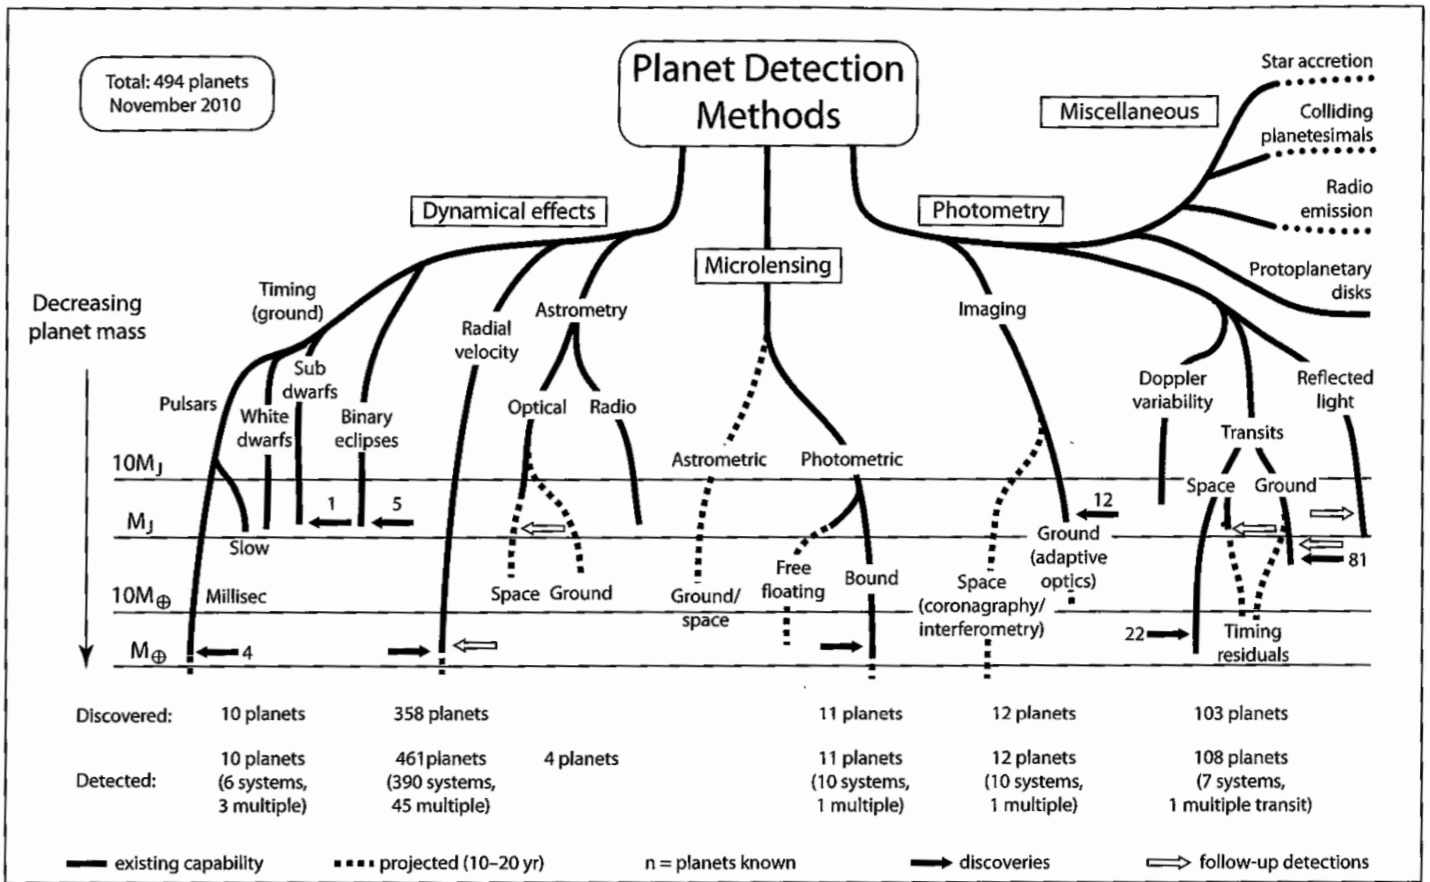 Planet Detection
Methods
Total: 494 planets
November 2010
Miscellaneous
Star accretion
Colliding
planetesimals
Radio
emission
Protoplanetary
disks
Dynamical effects
Photometry
Microlensing
Decreasing
planet mass
Timing
(ground)
Radial
velocity
Astrometry
Imaging
Pulsars
White
dwarfs
Sub
dwarfs
Binary
eclipses
Optical
Radio
Doppler
variability
Reflected
light
Transits
Astrometric
Photometric
Space
Ground
10MJ
MJ
10M⊕
M⊕
1
5
12
81
Slow
Millisec
Space
Ground
Ground/
space
Free
floating
Bound
Space
(coronagraphy/
interferometry)
Ground
(adaptive
optics)
22
Timing
residuals
4
Discovered:
10 planets
358 planets
11 planets
12 planets
103 planets
Detected:
10 planets
(6 systems,
3 multiple)
461planets
(390 systems,
45 multiple)
4 planets
11 planets
(10 systems,
1 multiple)
12 planets
(10 systems,
1 multiple)
108 planets
(7 systems,
1 multiple transit)
existing capability
projected (10–20 yr)
n = planets known
discoveries
follow-up detections